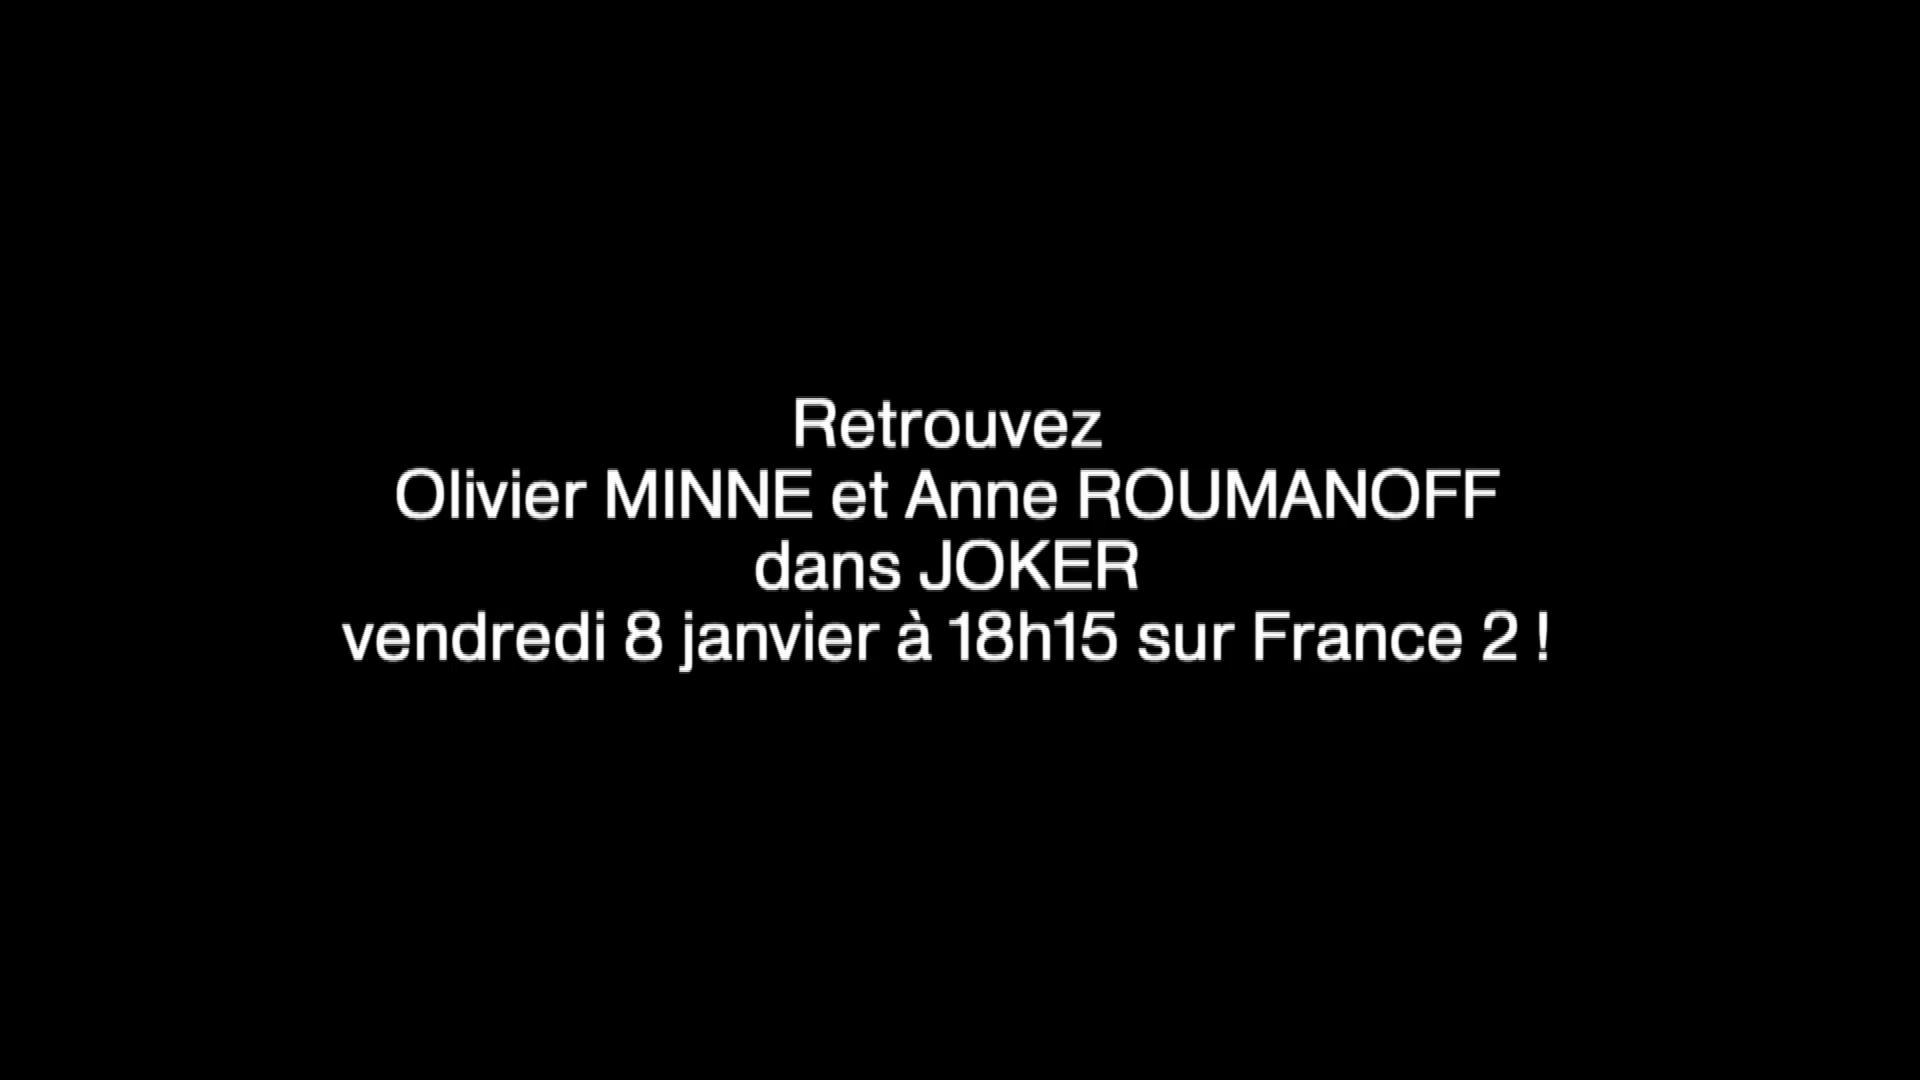 Retrouvez
Olivier MINNE et Anne ROUMANOFF
dans JOKER
vendredi 8 janvier à 18h15 sur France 2 !